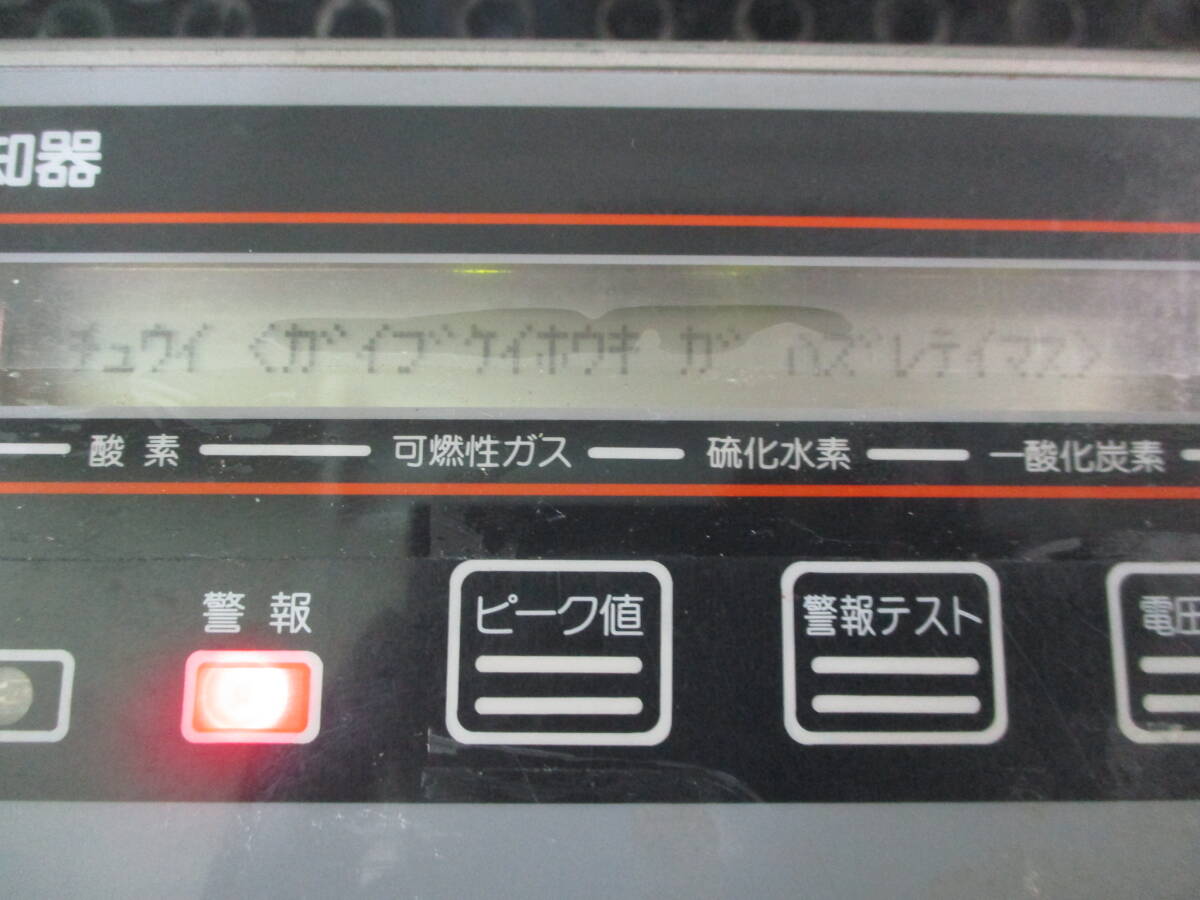 知器
チュウイ <ガイブケイホウキ ガ ハズレテイマス>
酸素 可燃性ガス 硫化水素 一酸化炭素
警報 ピーク値 警報テスト 電圧